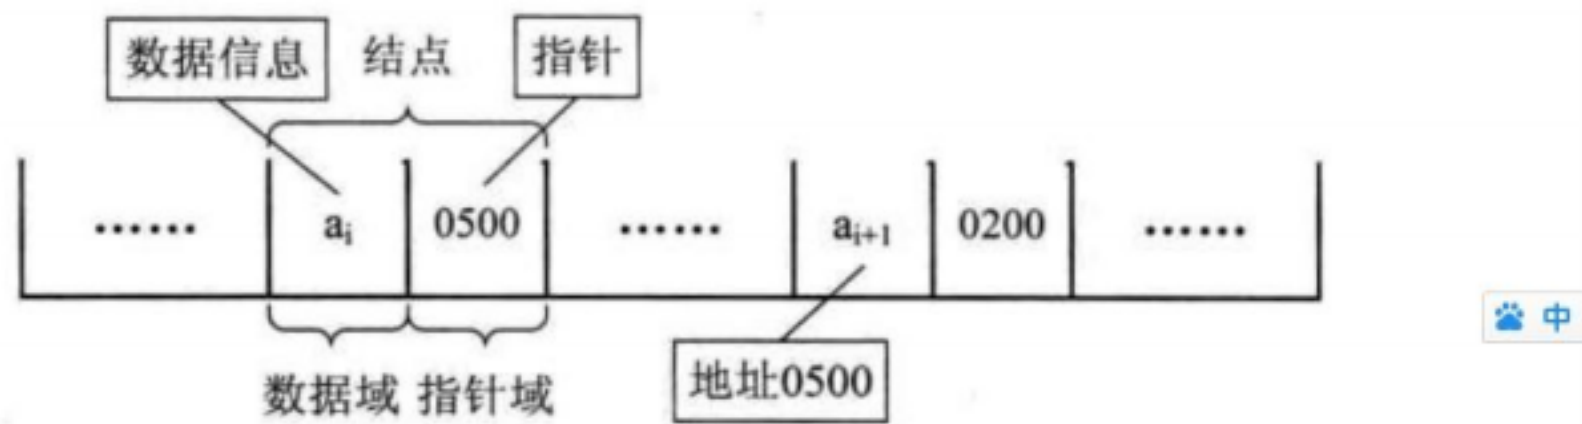 数据信息 结点 指针
…… aᵢ 0500 …… aᵢ₊₁ 0200 ……
数据域 指针域 地址0500
中